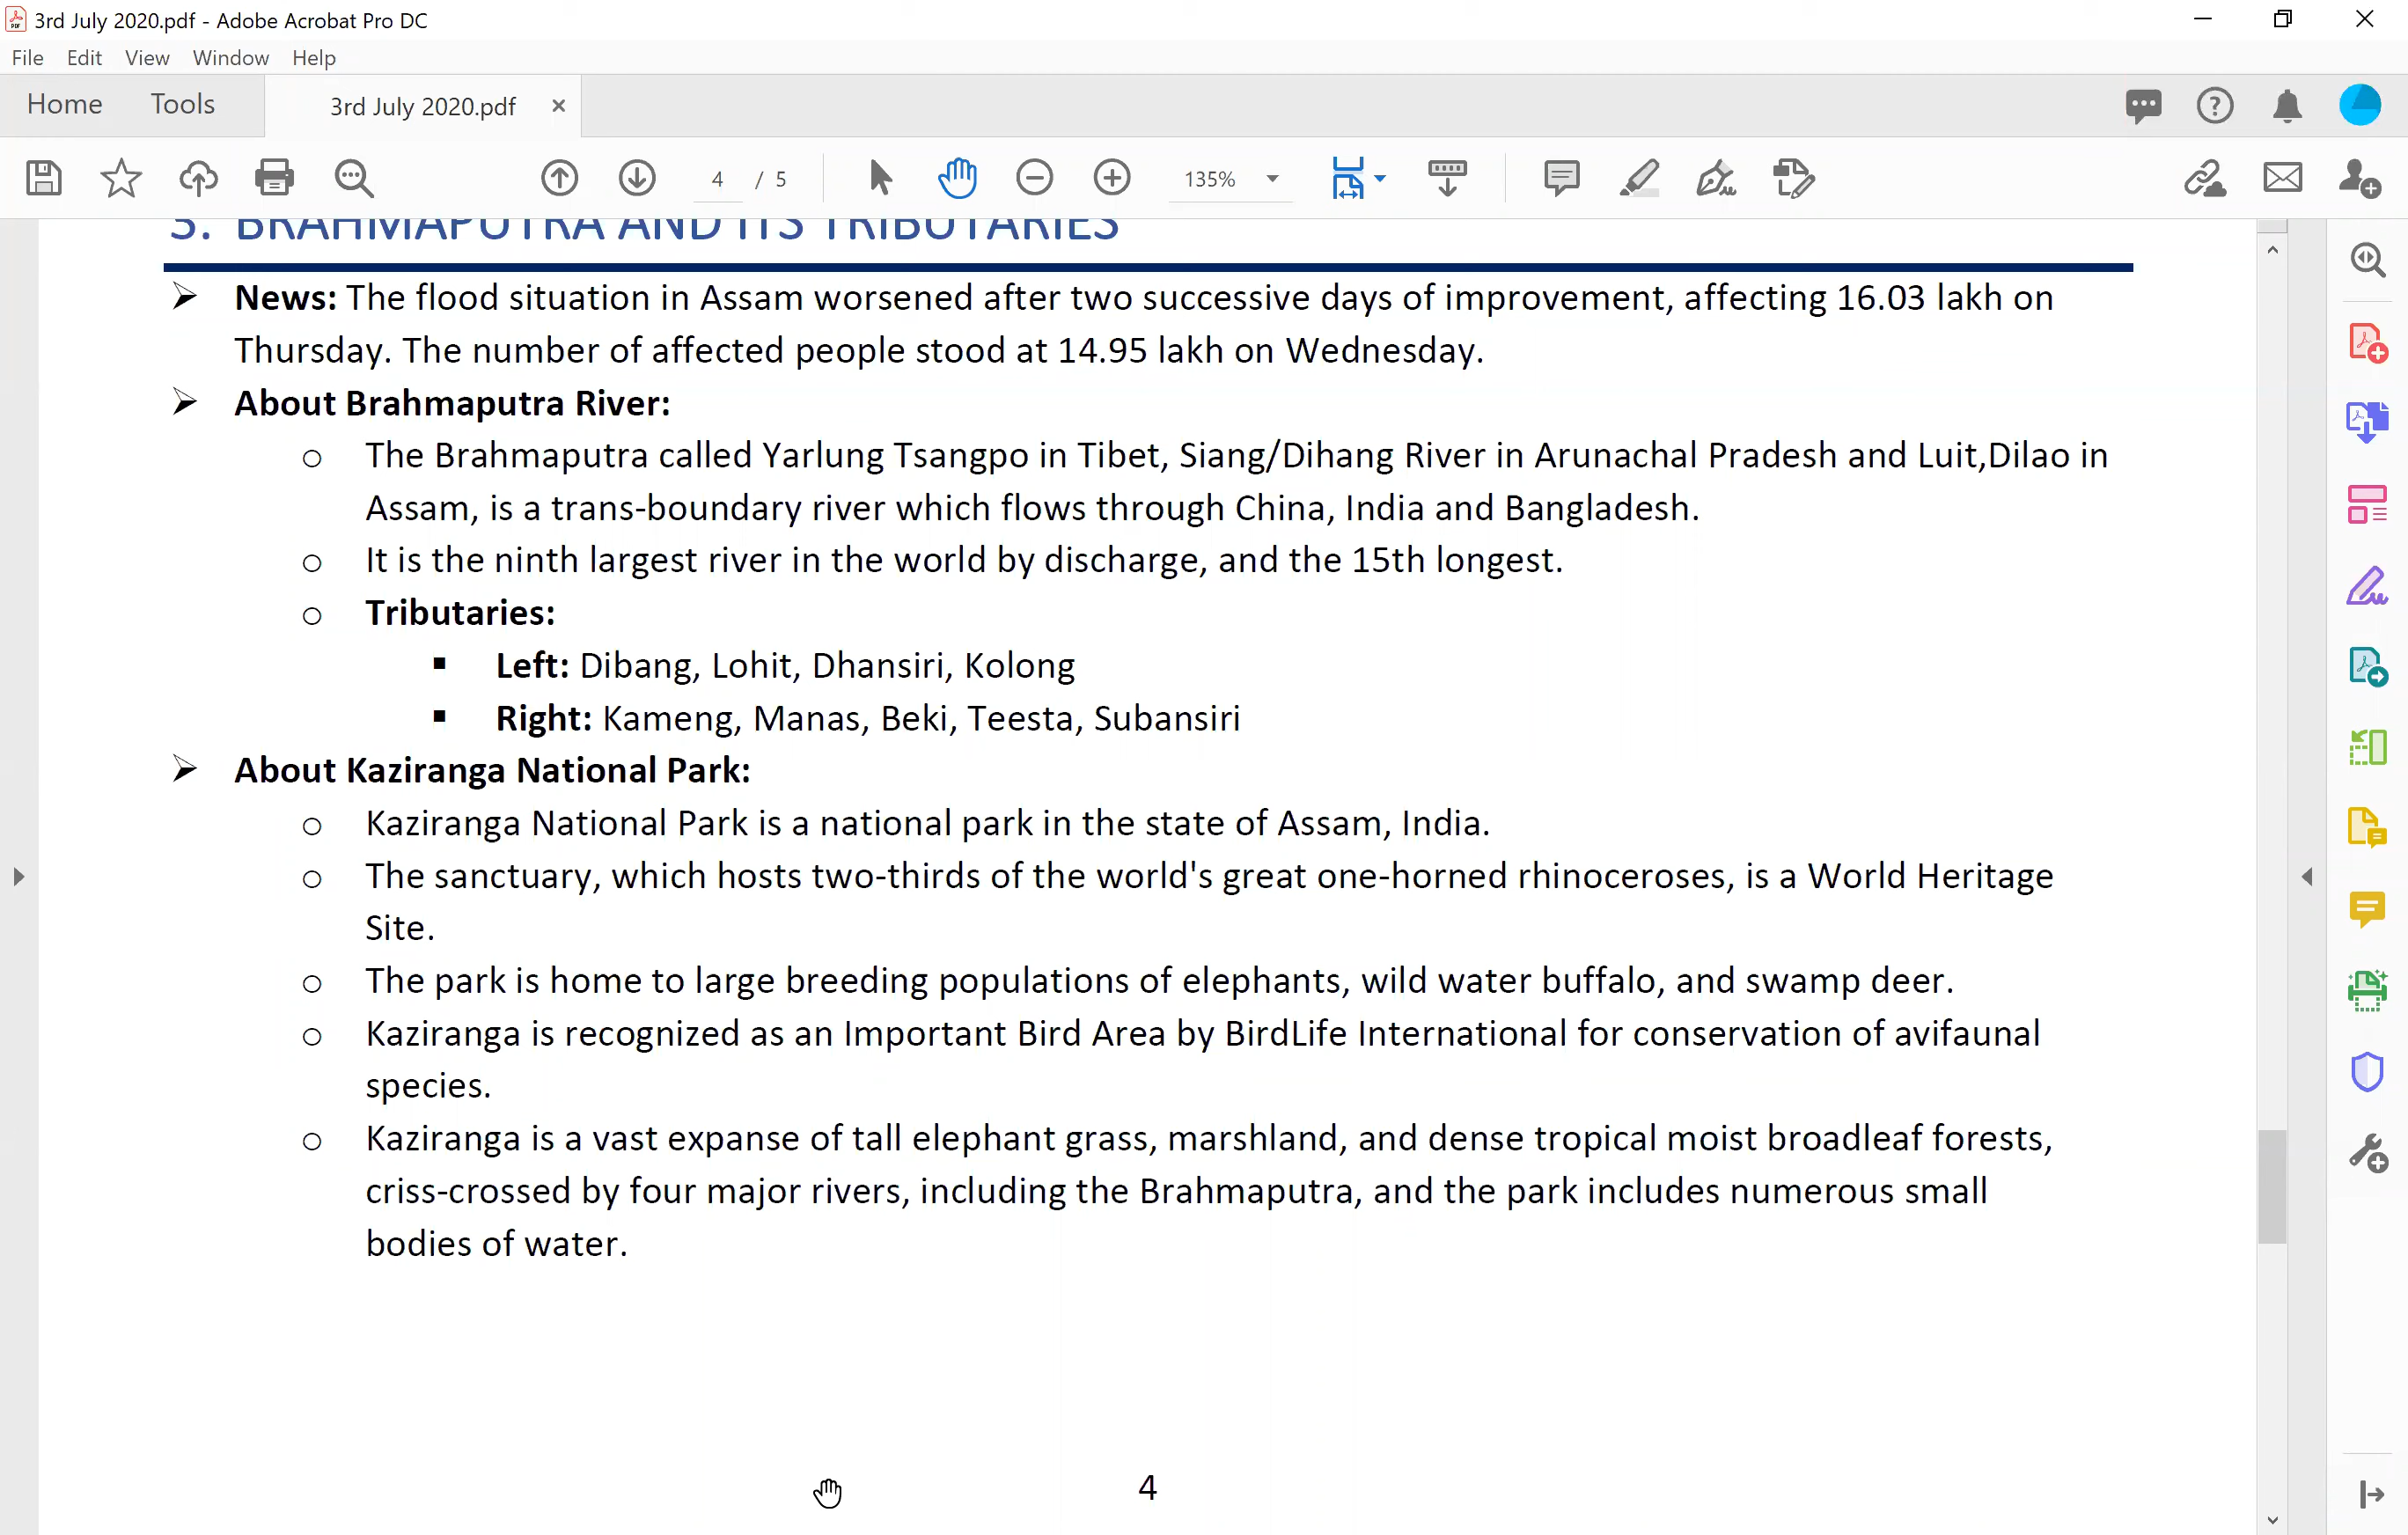 3rd July 2020.pdf - Adobe Acrobat Pro DC
File Edit View Window Help
Home Tools 3rd July 2020.pdf ×
4 / 5 135%
3. BRAHMAPUTRA AND ITS TRIBUTARIES
➢ News: The flood situation in Assam worsened after two successive days of improvement, affecting 16.03 lakh on
Thursday. The number of affected people stood at 14.95 lakh on Wednesday.
➢ About Brahmaputra River:
o The Brahmaputra called Yarlung Tsangpo in Tibet, Siang/Dihang River in Arunachal Pradesh and Luit,Dilao in
Assam, is a trans-boundary river which flows through China, India and Bangladesh.
o It is the ninth largest river in the world by discharge, and the 15th longest.
o Tributaries:
▪ Left: Dibang, Lohit, Dhansiri, Kolong
▪ Right: Kameng, Manas, Beki, Teesta, Subansiri
➢ About Kaziranga National Park:
o Kaziranga National Park is a national park in the state of Assam, India.
o The sanctuary, which hosts two-thirds of the world's great one-horned rhinoceroses, is a World Heritage
Site.
o The park is home to large breeding populations of elephants, wild water buffalo, and swamp deer.
o Kaziranga is recognized as an Important Bird Area by BirdLife International for conservation of avifaunal
species.
o Kaziranga is a vast expanse of tall elephant grass, marshland, and dense tropical moist broadleaf forests,
criss-crossed by four major rivers, including the Brahmaputra, and the park includes numerous small
bodies of water.
4